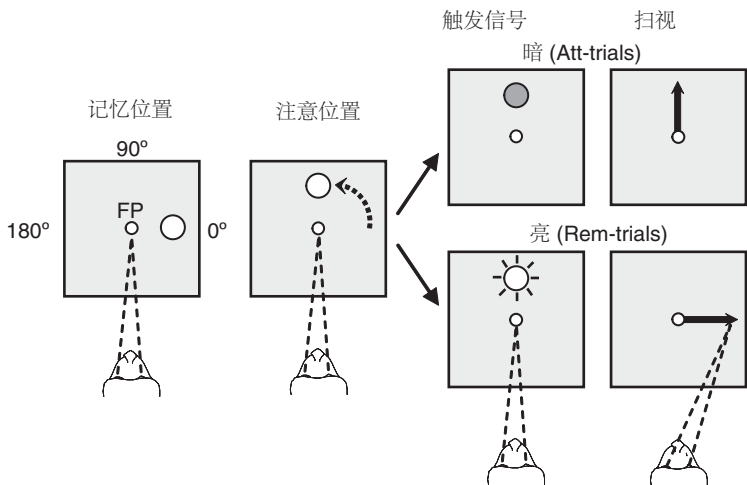 触发信号 扫视
暗 (Att-trials)
记忆位置 注意位置
90º
FP
180º 0º
亮 (Rem-trials)